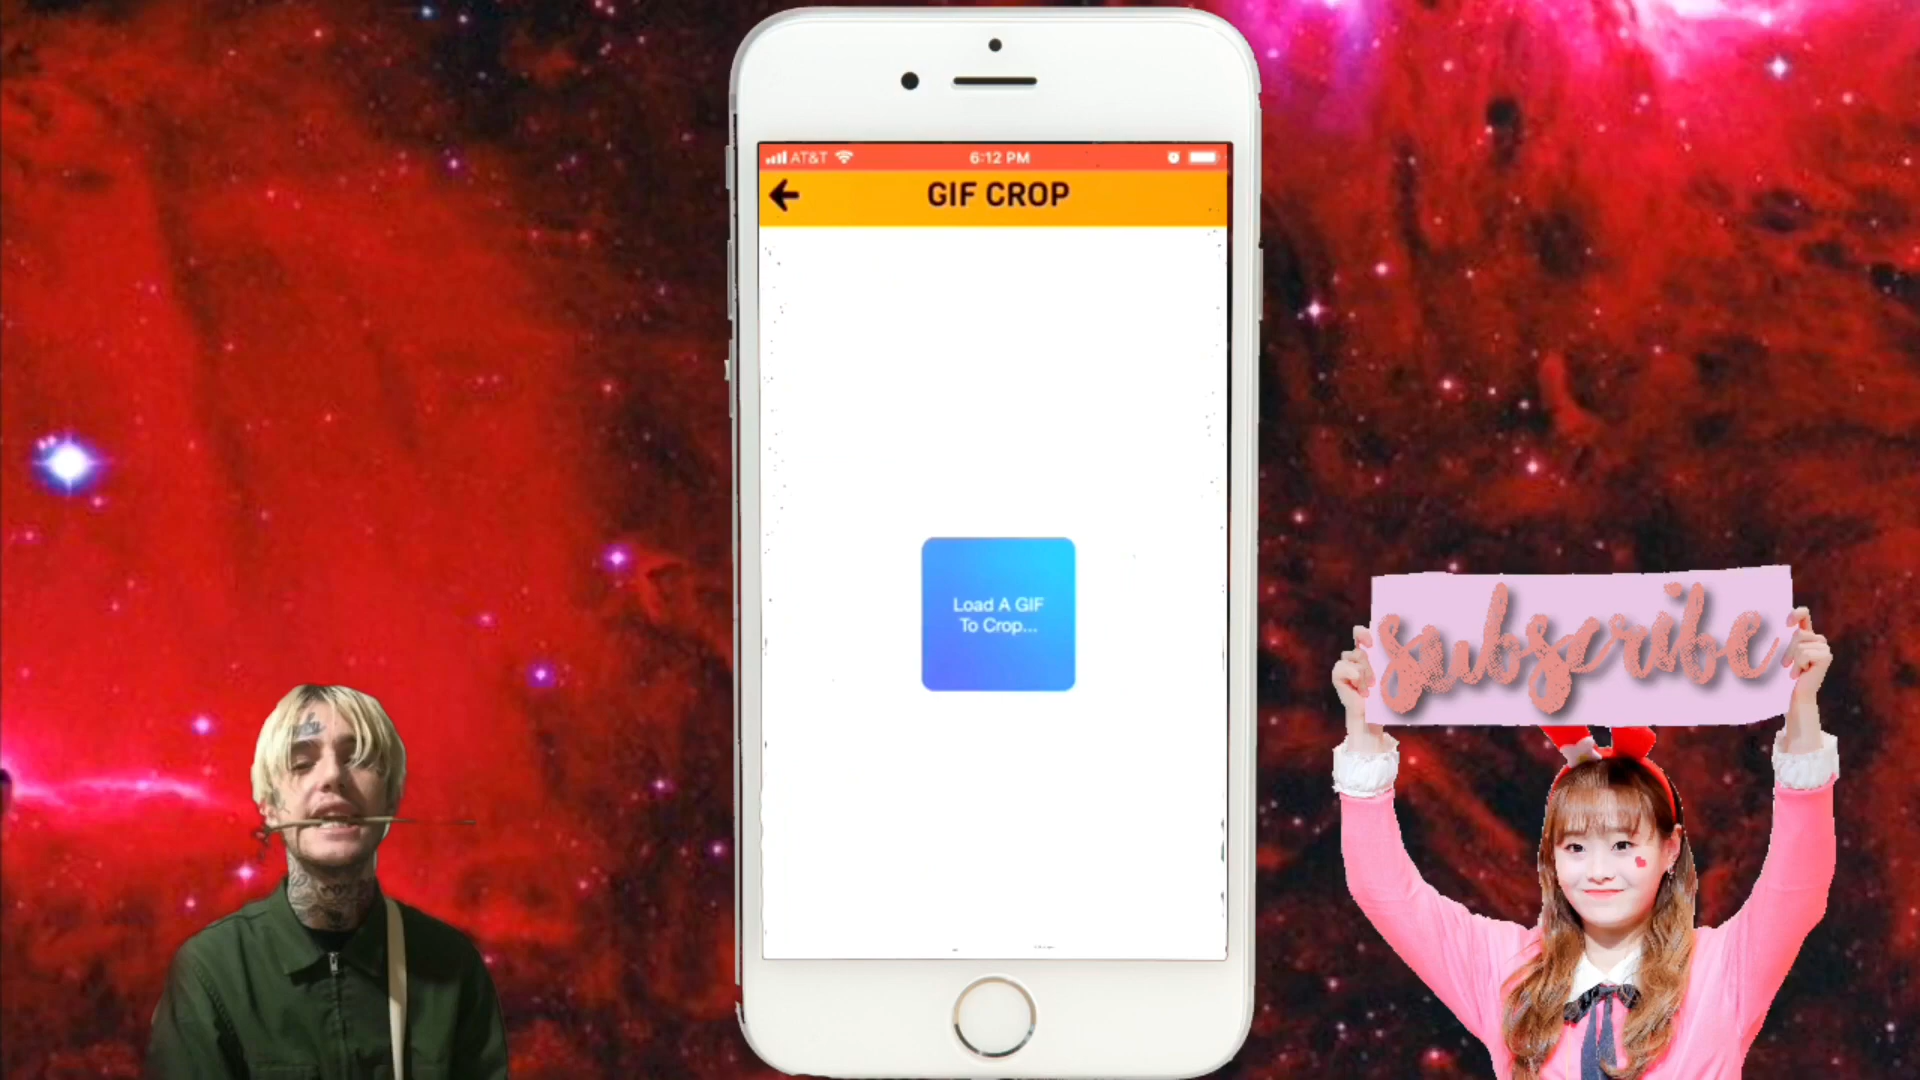 AT&T
6:12 PM
GIF CROP
Load A GIF
To Crop...
subscribe